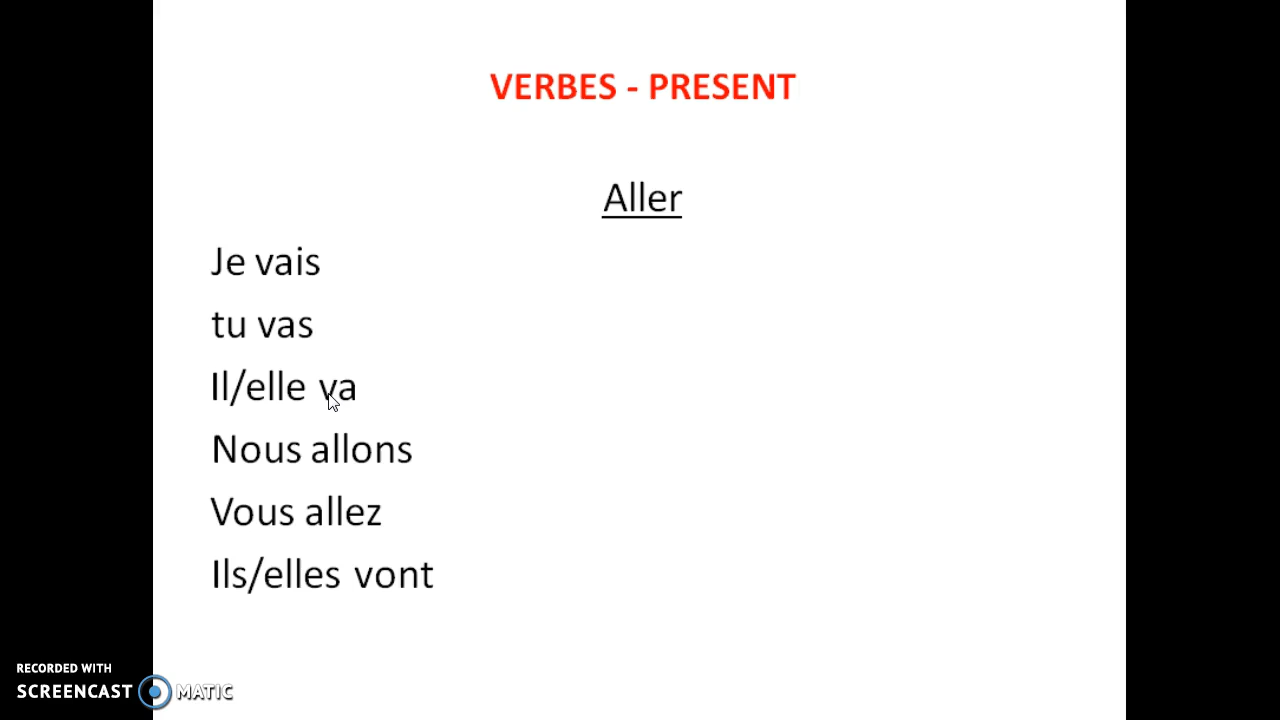 VERBES - PRESENT
Aller
Je vais
tu vas
Il/elle va
Nous allons
Vous allez
Ils/elles vont
RECORDED WITH
SCREENCAST MATIC